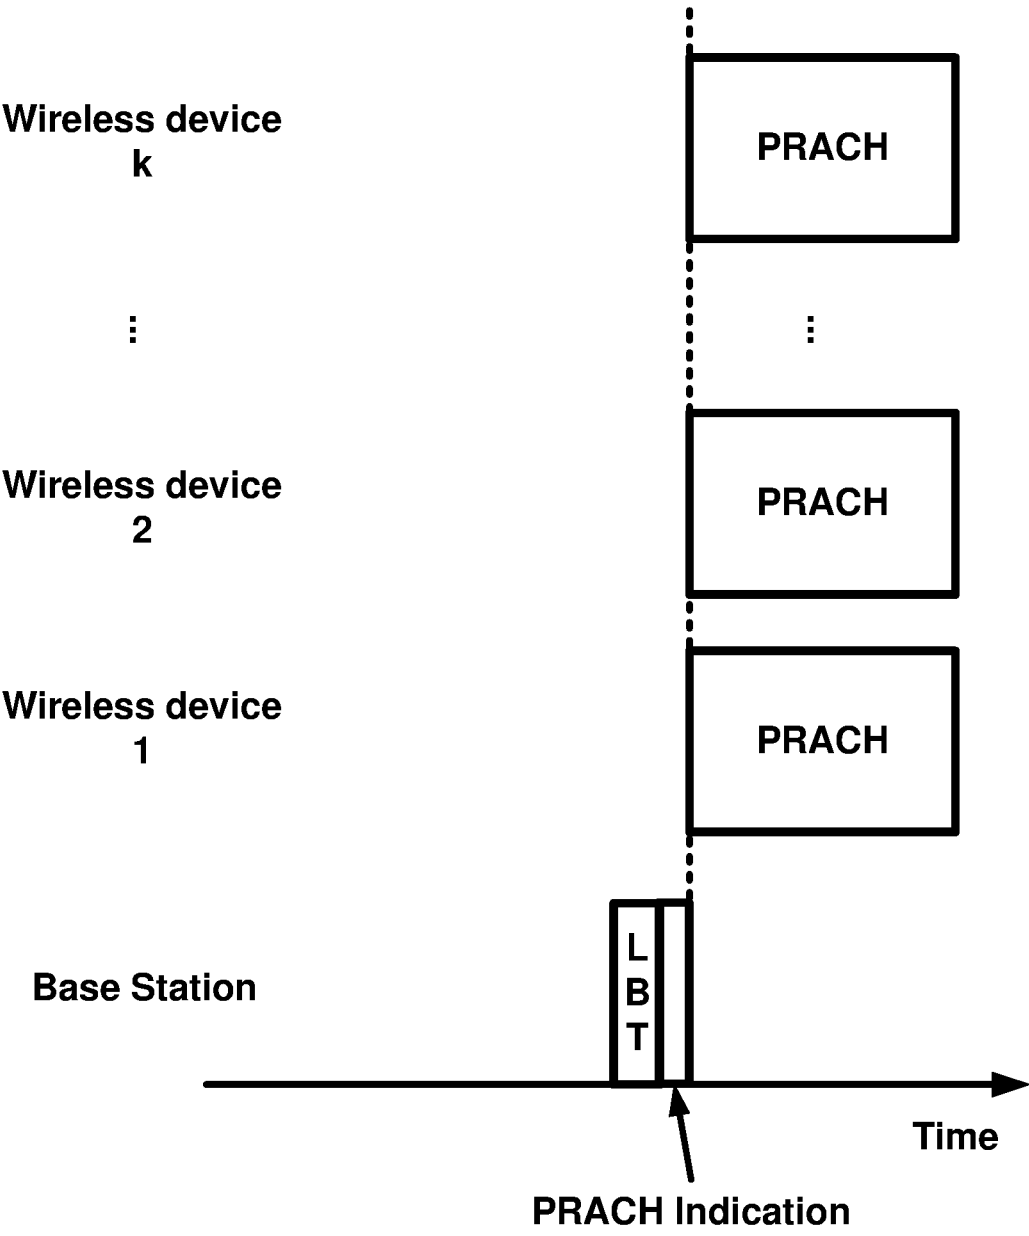 Wireless device
k
PRACH
⋮
⋮
Wireless device
2
PRACH
Wireless device
1
PRACH
Base Station
L
B
T
Time
PRACH Indication